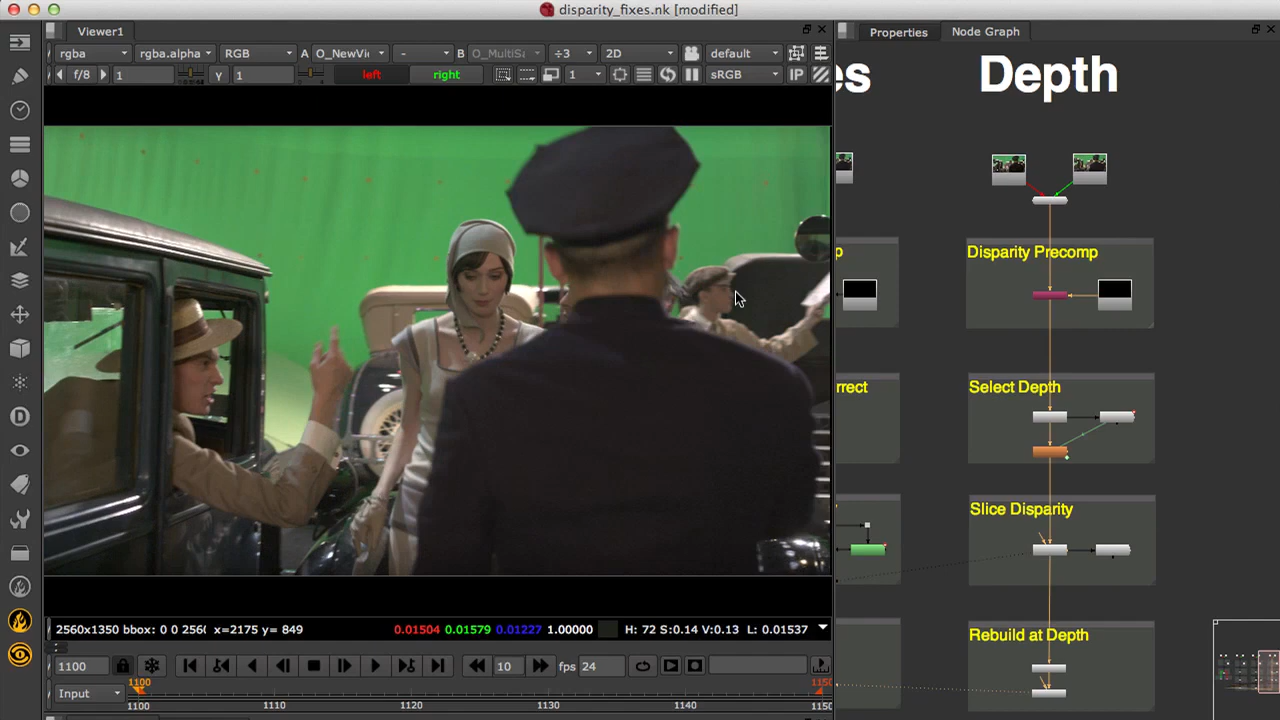 disparity_fixes.nk [modified]
Viewer1
rgba rgba.alpha RGB A O_NewVi - B O_MultiSa - ÷3 2D default
f/8 1 γ 1 left right 1 sRGB IP
2560x1350 bbox: 0 0 256( x=2175 y= 849 0.01504 0.01579 0.01227 1.00000 H: 72 S:0.14 V:0.13 L: 0.01537
1100 10 fps 24
Input 1100 1150
1100 1110 1120 1130 1140 1150
Properties Node Graph
es Depth
p Disparity Precomp
rrect Select Depth
Slice Disparity
Rebuild at Depth